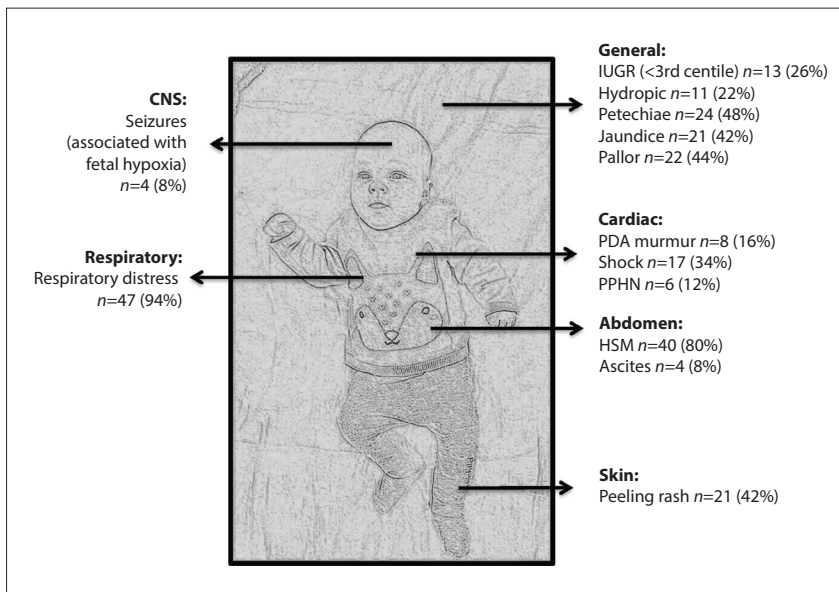 CNS:
Seizures
(associated with
fetal hypoxia)
n=4 (8%)
Respiratory:
Respiratory distress
n=47 (94%)
General:
IUGR (<3rd centile) n=13 (26%)
Hydropic n=11 (22%)
Petechiae n=24 (48%)
Jaundice n=21 (42%)
Pallor n=22 (44%)
Cardiac:
PDA murmur n=8 (16%)
Shock n=17 (34%)
PPHN n=6 (12%)
Abdomen:
HSM n=40 (80%)
Ascites n=4 (8%)
Skin:
Peeling rash n=21 (42%)